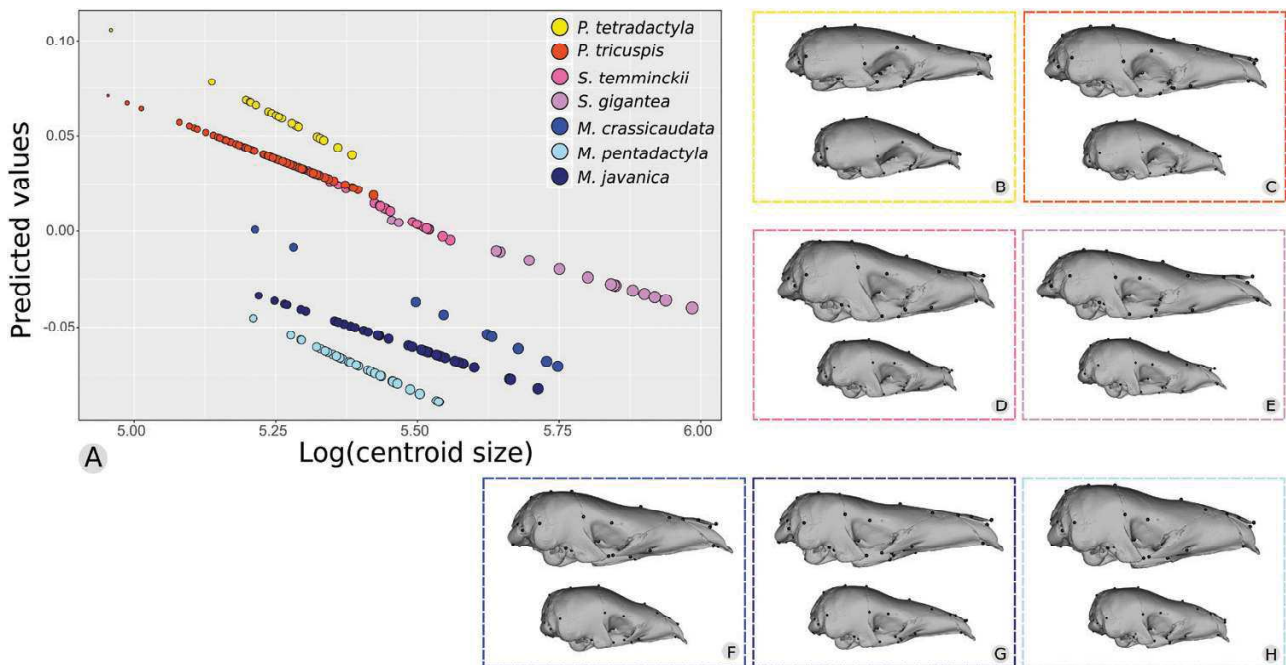 0.10
0.05
0.00
-0.05
Predicted values
5.00
5.25
5.50
5.75
6.00
Log(centroid size)
A
P. tetradactyla
P. tricuspis
S. temminckii
S. gigantea
M. crassicaudata
M. pentadactyla
M. javanica
B
C
D
E
F
G
H